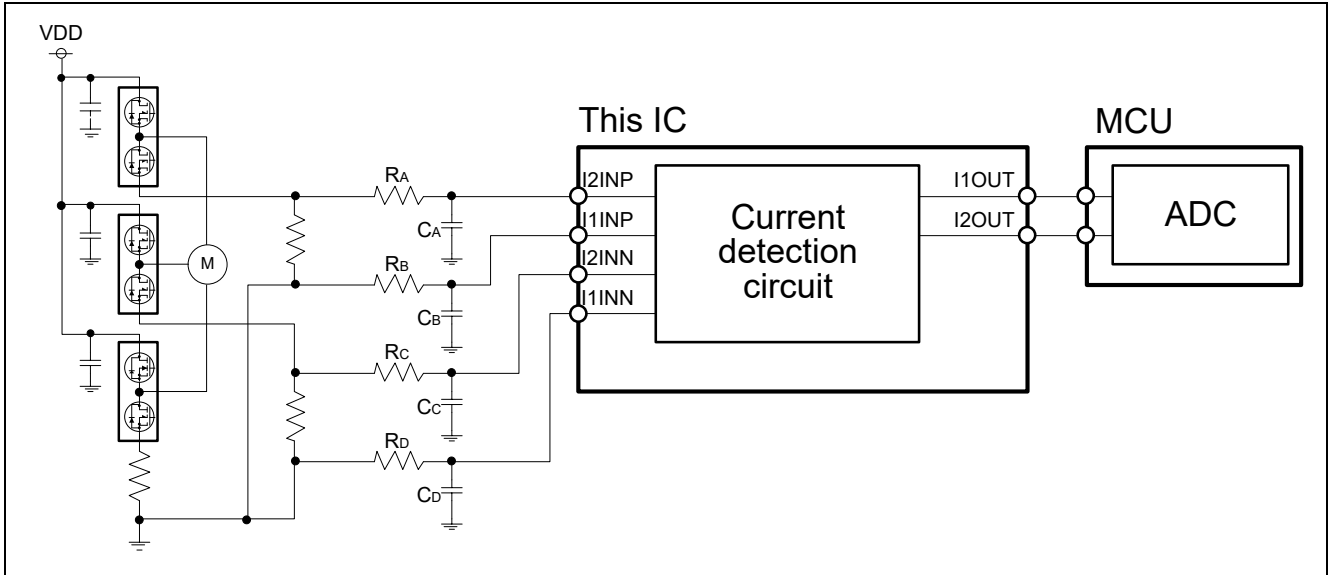 VDD
M
RA
CA
RB
CB
RC
CC
RD
CD
This IC
I2INP
I1INP
I2INN
I1INN
Current
detection
circuit
I1OUT
I2OUT
MCU
ADC